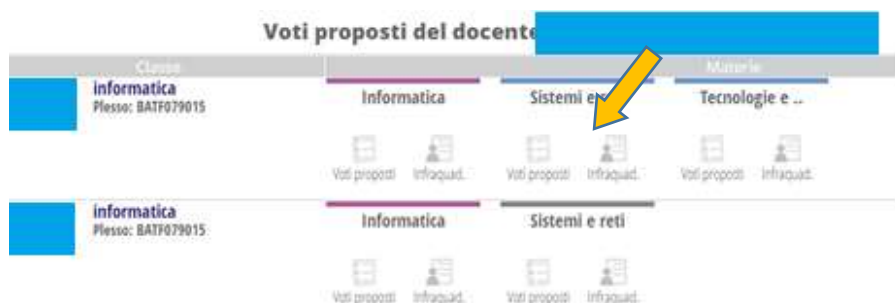 Voti proposti del docente
Classe Materie
informatica Informatica Sistemi e Tecnologie e ..
Plesso: BATF079015
Voti proposti Infraquad. Voti proposti Infraquad. Voti proposti Infraquad.
informatica Informatica Sistemi e reti
Plesso: BATF079015
Voti proposti Infraquad. Voti proposti Infraquad.